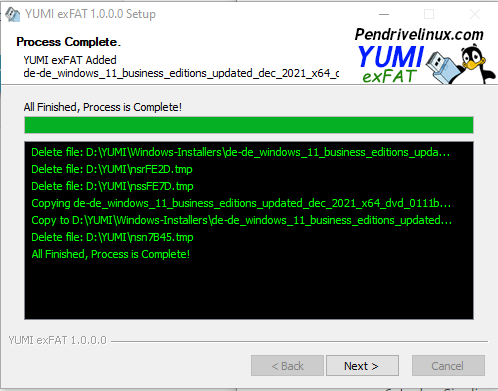 YUMI exFAT 1.0.0.0 Setup
Process Complete.
YUMI exFAT Added
de-de_windows_11_business_editions_updated_dec_2021_x64_d
Pendrivelinux.com
YUMI
exFAT
All Finished, Process is Complete!
Delete file: D:\YUMI\Windows-Installers\de-de_windows_11_business_editions_upda...
Delete file: D:\YUMI\nsrFE2D.tmp
Delete file: D:\YUMI\nssFE7D.tmp
Copying de-de_windows_11_business_editions_updated_dec_2021_x64_dvd_0111b...
Copy to D:\YUMI\Windows-Installers\de-de_windows_11_business_editions_updated...
Delete file: D:\YUMI\nsn7B45.tmp
All Finished, Process is Complete!
YUMI exFAT 1.0.0.0
< Back
Next >
Cancel